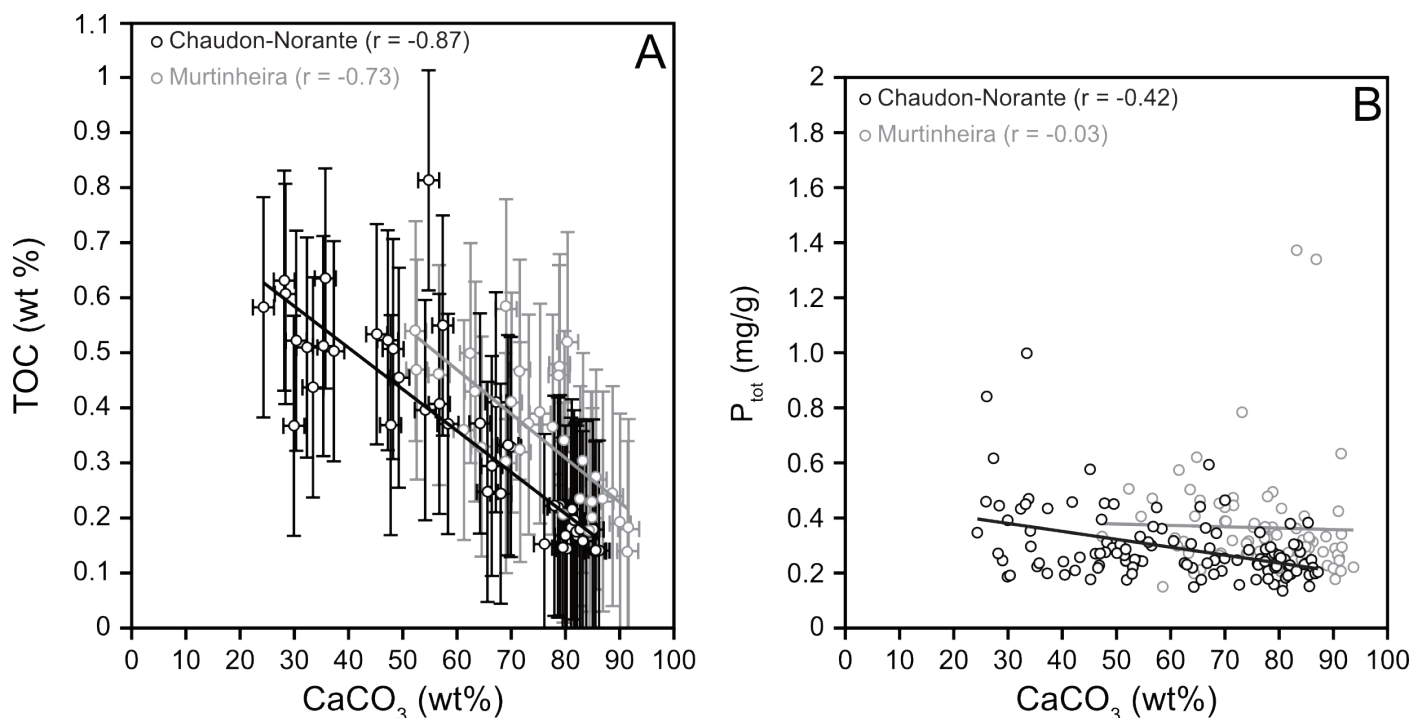 A
Chaudon-Norante (r = -0.87)
Murtinheira (r = -0.73)
TOC (wt %)
1.1
1
0.9
0.8
0.7
0.6
0.5
0.4
0.3
0.2
0.1
0
0 10 20 30 40 50 60 70 80 90 100
CaCO3 (wt%)
B
Chaudon-Norante (r = -0.42)
Murtinheira (r = -0.03)
Ptot (mg/g)
2
1.8
1.6
1.4
1.2
1.0
0.8
0.6
0.4
0.2
0
0 10 20 30 40 50 60 70 80 90 100
CaCO3 (wt%)